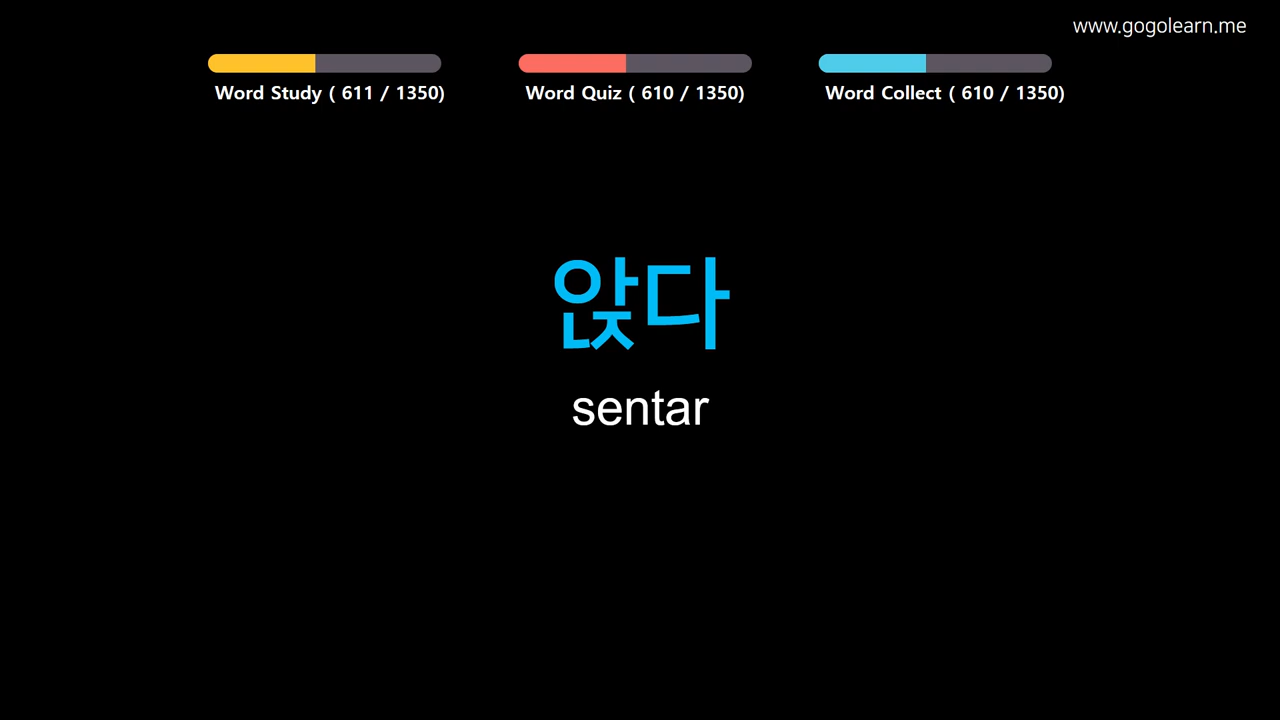 www.gogolearn.me
Word Study ( 611 / 1350)
Word Quiz ( 610 / 1350)
Word Collect ( 610 / 1350)
앉다
sentar